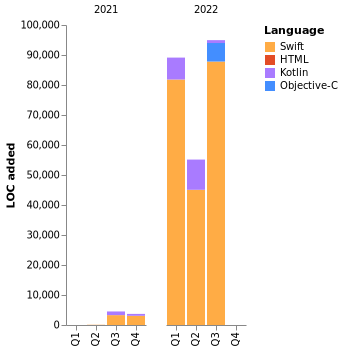 2021
2022
Language
Swift
HTML
Kotlin
Objective-C
LOC added
100,000
90,000
80,000
70,000
60,000
50,000
40,000
30,000
20,000
10,000
0
Q1
Q2
Q3
Q4
Q1
Q2
Q3
Q4